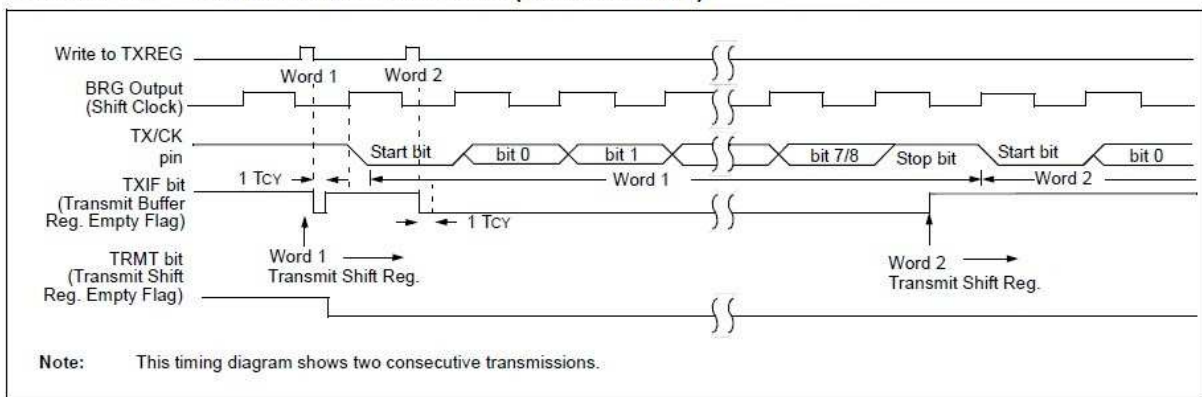 Write to TXREG
Word 1
Word 2
BRG Output
(Shift Clock)
TX/CK
pin
Start bit
bit 0
bit 1
bit 7/8
Stop bit
Start bit
bit 0
1 TCY
Word 1
Word 2
TXIF bit
(Transmit Buffer
Reg. Empty Flag)
1 TCY
Word 1
Transmit Shift Reg.
Word 2
Transmit Shift Reg.
TRMT bit
(Transmit Shift
Reg. Empty Flag)
Note: This timing diagram shows two consecutive transmissions.